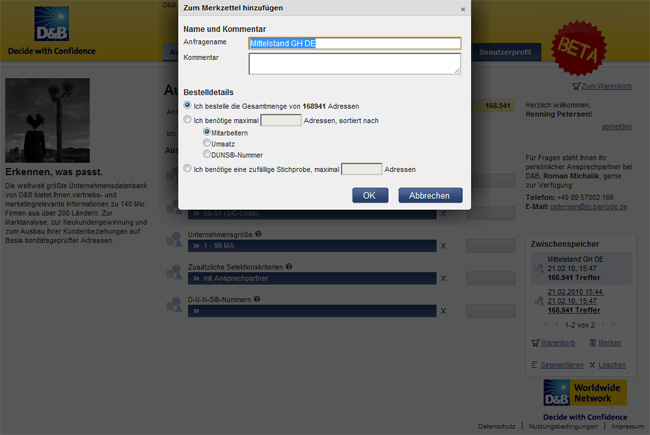 D&B
D&B
Decide with Confidence
Au
Benutzerprofil
BETA
Zum Merkzettel hinzufügen
x
Name und Kommentar
Anfragename
Mittelstand GH DE
Kommentar
Bestelldetails
Ich bestelle die Gesamtmenge von 168941 Adressen
Ich benötige maximal Adressen, sortiert nach
Mitarbeitern
Umsatz
DUNS®-Nummer
Ich benötige eine zufällige Stichprobe, maximal Adressen
OK
Abbrechen
Erkennen, was passt.
Die weltweit größte Unternehmensdatenbank
von D&B bietet Ihnen vertriebs- und
marketingrelevante Informationen zu 140 Mio.
Firmen aus über 200 Ländern: Zur
Marktanalyse, zur Neukundengewinnung und
zum Ausbau Ihrer Kundenbeziehungen auf
Basis bonitätsgeprüfter Adressen.
168.941
50-51 (SIC-Code)
Unternehmensgröße ?
» 1 - 99 MA X
Zusätzliche Selektionskriterien ?
» mit Ansprechpartner X
D-U-N-S®-Nummern ?
» X
Zum Warenkorb
Herzlich willkommen,
Henning Petersen!
abmelden
Für Fragen steht Ihnen Ihr
persönlicher Ansprechpartner bei
D&B, Roman Michalik, gerne
zur Verfügung.
Telefon: +49 89 57002 166
E-Mail: petersen@bi.bisnode.de
Zwischenspeicher
Mittelstand GH DE
21.02.10, 15:47
168.941 Treffer
21.02.2010 15:44,
21.02.10, 15:47
168.941 Treffer
1-2 von 2
Warenkorb Merken
Segmentieren X Löschen
D&B Worldwide
Network
Decide with Confidence
Datenschutz | Nutzungsbedingungen | Impressum